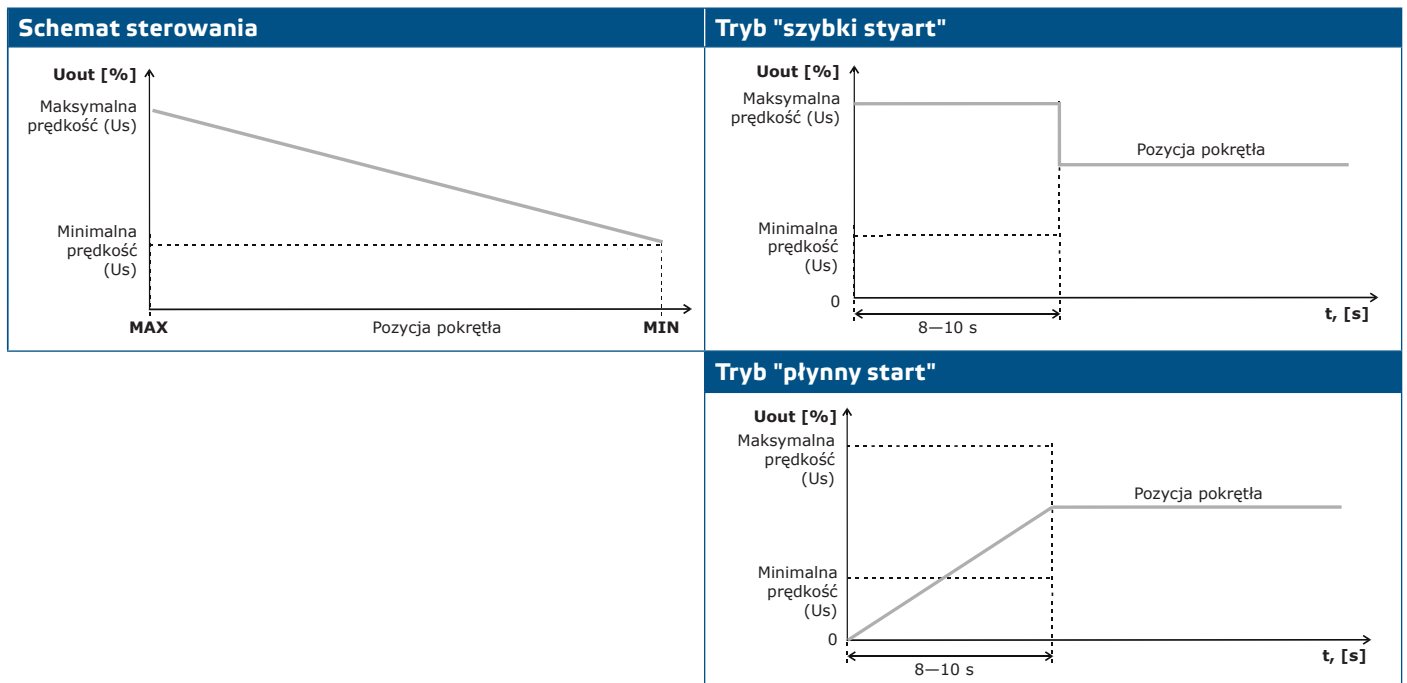 Schemat sterowania
Uout [%]
Maksymalna
prędkość (Us)
Minimalna
prędkość
(Us)
MAX
Pozycja pokrętła
MIN
Tryb "szybki styart"
Uout [%]
Maksymalna
prędkość (Us)
Pozycja pokrętła
Minimalna
prędkość
(Us)
0
t, [s]
8—10 s
Tryb "płynny start"
Uout [%]
Maksymalna
prędkość
(Us)
Pozycja pokrętła
Minimalna
prędkość
(Us)
0
t, [s]
8—10 s